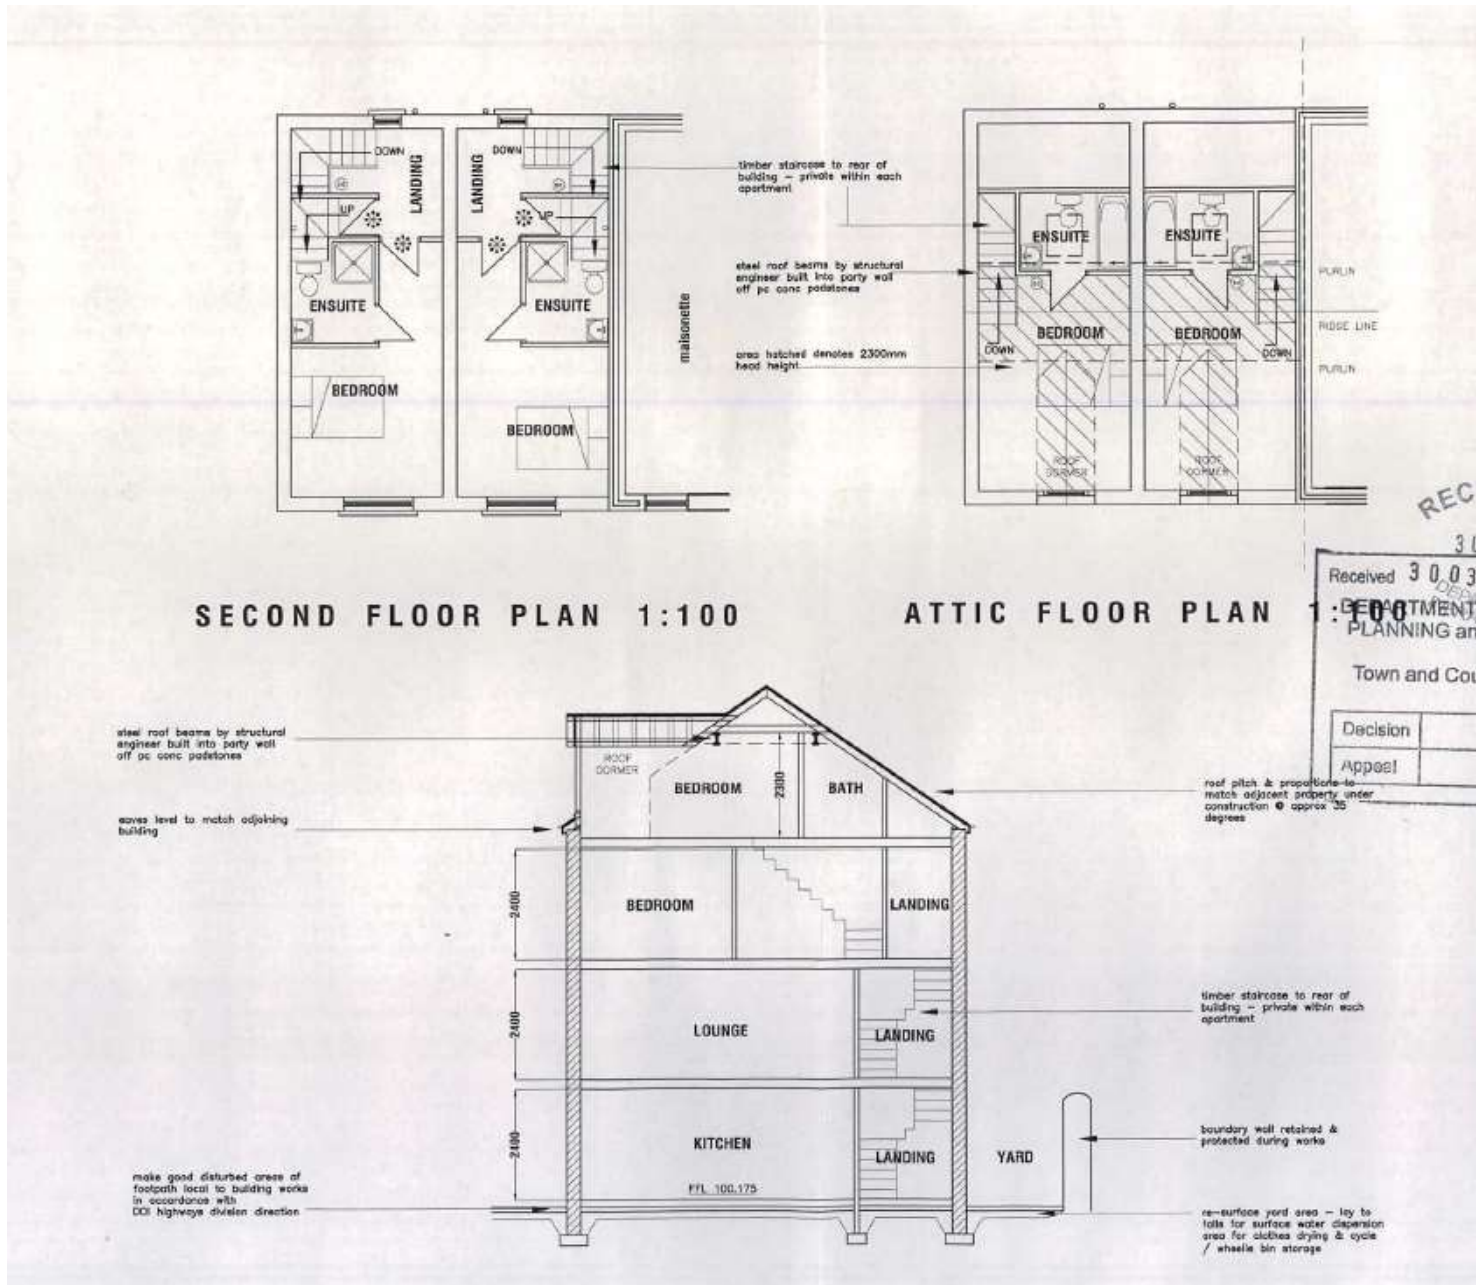 DOWN
DOWN
LANDING
LANDING
UP
UP
ENSUITE
ENSUITE
BEDROOM
BEDROOM
maisonette
timber staircase to rear of
building – private within each
apartment
steel roof beams by structural
engineer built into party wall
off pc conc padstones
area hatched denotes 2300mm
head height
ENSUITE
ENSUITE
BEDROOM
BEDROOM
DOWN
DOWN
ROOF
DORMER
ROOF
DORMER
PURLIN
RIDGE LINE
PURLIN
REC
30
Received 3 0 03
DEPARTMENT
PLANNING an
Town and Cou
Decision
Appeal
SECOND FLOOR PLAN 1:100
ATTIC FLOOR PLAN 1:100
steel roof beams by structural
engineer built into party wall
off pc conc padstones
eaves level to match adjoining
building
make good disturbed areas of
footpath local to building works
in accordance with
DOI highways division direction
ROOF
DORMER
BEDROOM
2300
BATH
2400
BEDROOM
LANDING
2400
LOUNGE
LANDING
2400
KITCHEN
LANDING
FFL 100.175
YARD
roof pitch & proportions to
match adjacent property under
construction @ approx 35
degrees
timber staircase to rear of
building – private within each
apartment
boundary wall retained &
protected during works
re-surface yard area – lay to
falls for surface water dispersion
area for clothes drying & cycle
/ wheelie bin storage